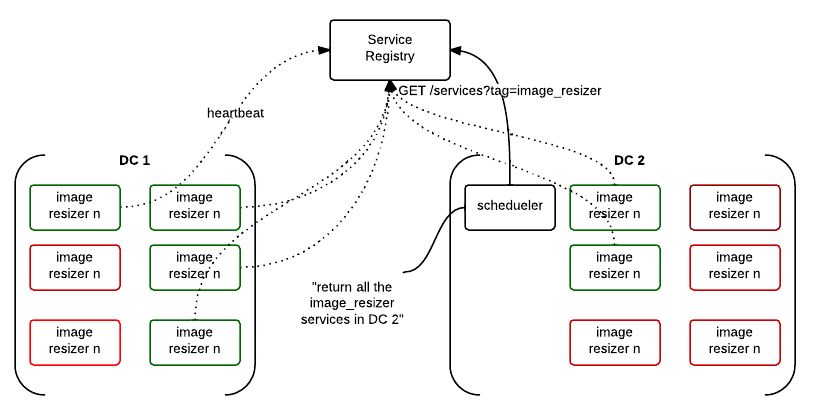 Service
Registry
GET /services?tag=image_resizer
heartbeat
DC 1
DC 2
image
resizer n
image
resizer n
schedueler
image
resizer n
image
resizer n
image
resizer n
image
resizer n
image
resizer n
image
resizer n
"return all the
image_resizer
services in DC 2"
image
resizer n
image
resizer n
image
resizer n
image
resizer n